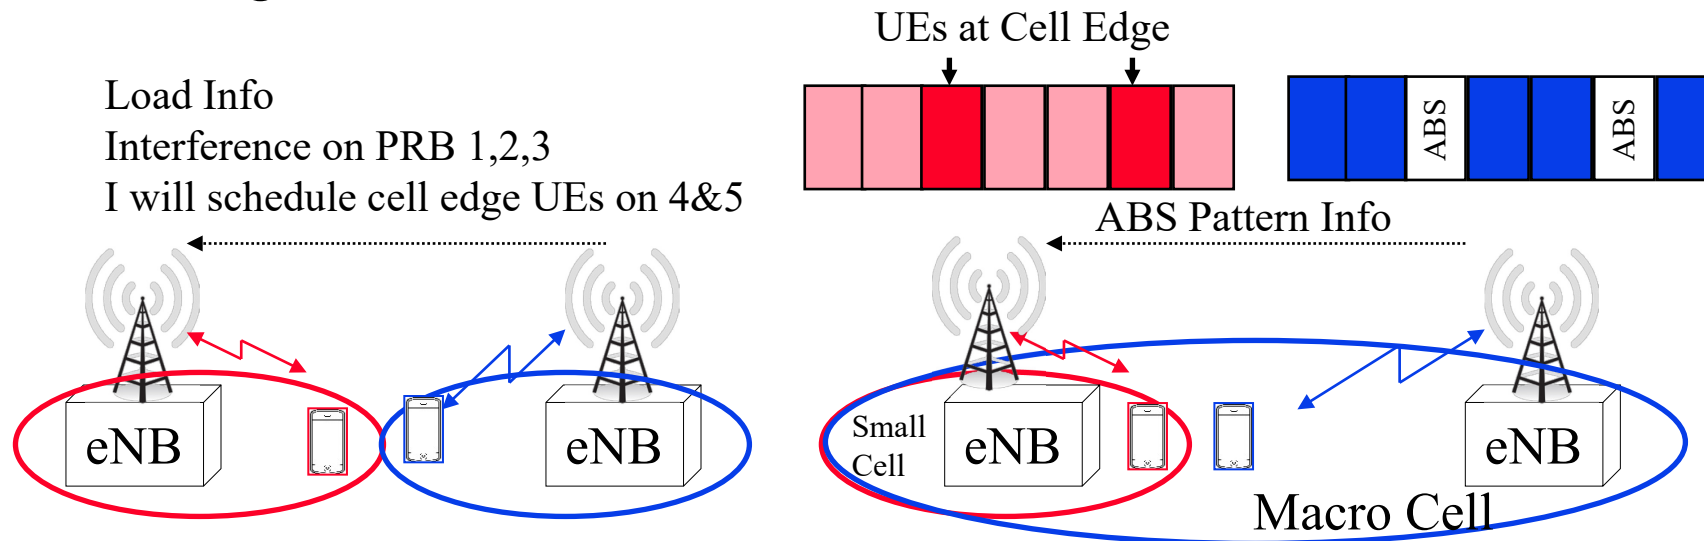 UEs at Cell Edge
Load Info
Interference on PRB 1,2,3
I will schedule cell edge UEs on 4&5
ABS
ABS
ABS Pattern Info
eNB
eNB
Small
Cell
eNB
eNB
Macro Cell